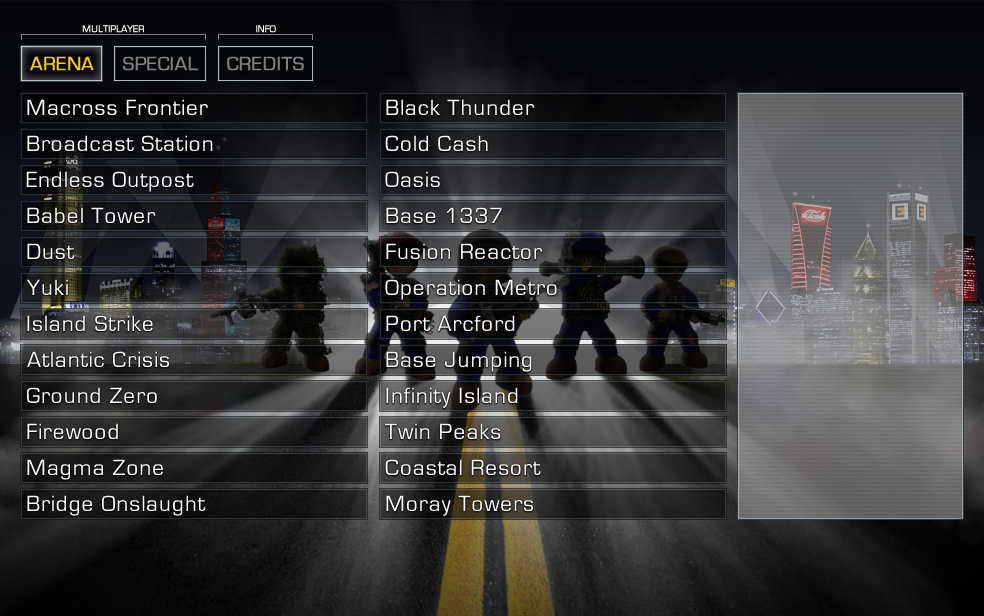 MULTIPLAYER
INFO
ARENA
SPECIAL
CREDITS
Macross Frontier
Broadcast Station
Endless Outpost
Babel Tower
Dust
Yuki
Island Strike
Atlantic Crisis
Ground Zero
Firewood
Magma Zone
Bridge Onslaught
Black Thunder
Cold Cash
Oasis
Base 1337
Fusion Reactor
Operation Metro
Port Arcford
Base Jumping
Infinity Island
Twin Peaks
Coastal Resort
Moray Towers